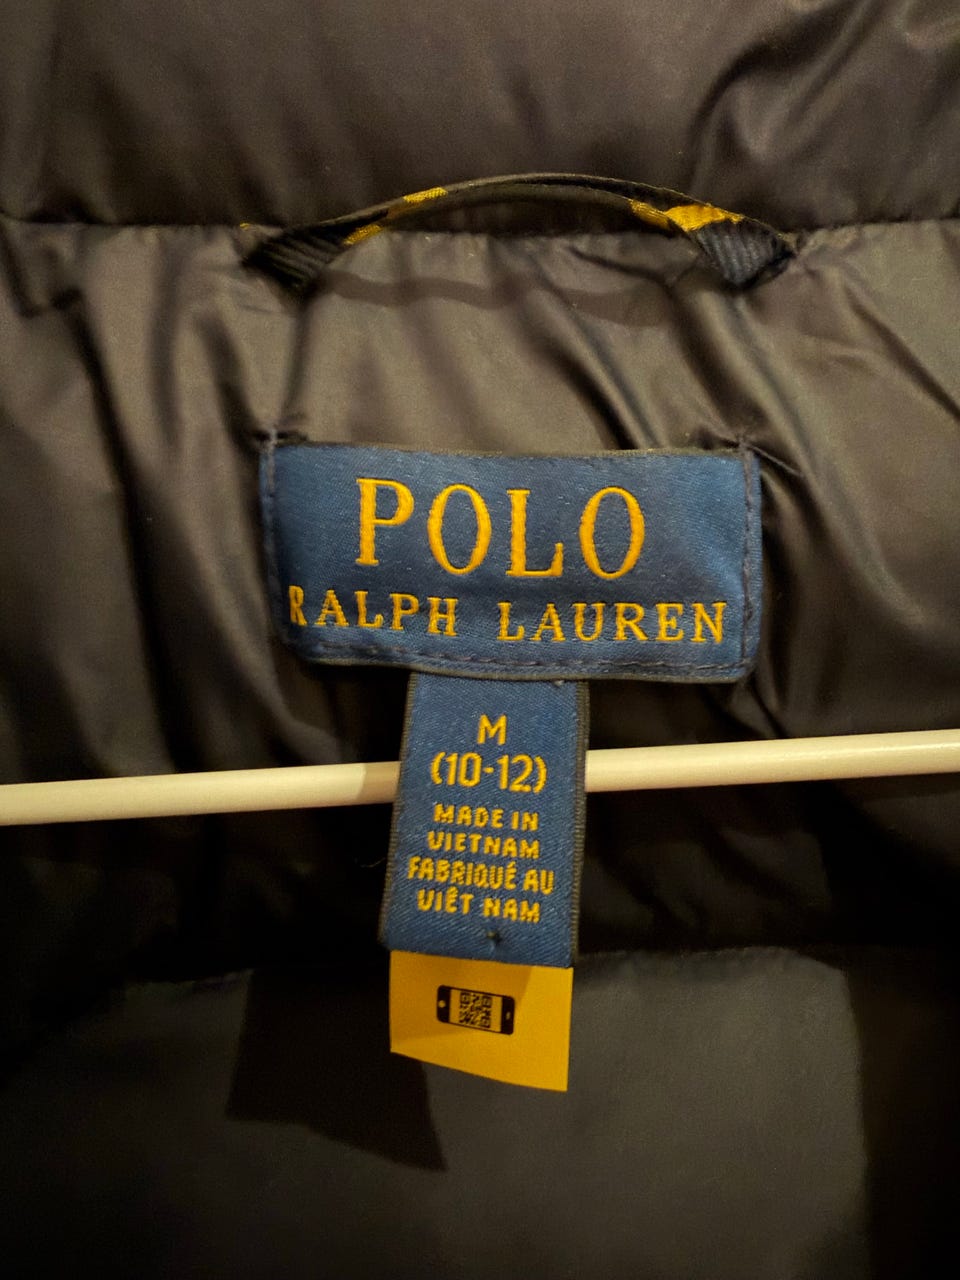 POLO
RALPH LAUREN
M
(10-12)
MADE IN
VIETNAM
FABRIQUÉ AU
VIÊT NAM